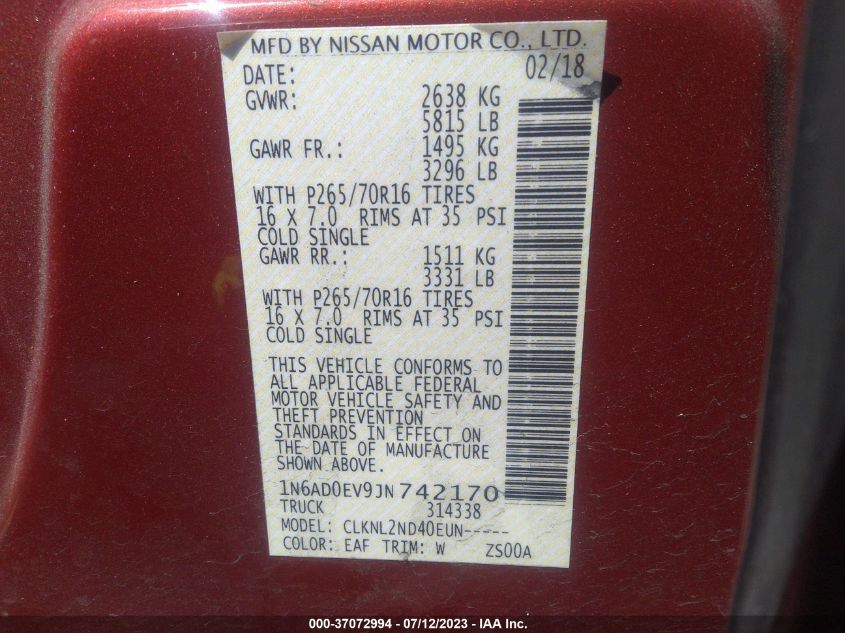 MFD BY NISSAN MOTOR CO., LTD.
DATE: 02/18
GVWR: 2638 KG
5815 LB
GAWR FR.: 1495 KG
3296 LB
WITH P265/70R16 TIRES
16 X 7.0 RIMS AT 35 PSI
COLD SINGLE
GAWR RR.: 1511 KG
3331 LB
WITH P265/70R16 TIRES
16 X 7.0 RIMS AT 35 PSI
COLD SINGLE
THIS VEHICLE CONFORMS TO
ALL APPLICABLE FEDERAL
MOTOR VEHICLE SAFETY AND
THEFT PREVENTION
STANDARDS IN EFFECT ON
THE DATE OF MANUFACTURE
SHOWN ABOVE.
1N6AD0EV9JN742170
TRUCK 314338
MODEL: CLKNL2ND40EUN-----
COLOR: EAF TRIM: W ZS00A
000-37072994 - 07/12/2023 - IAA Inc.